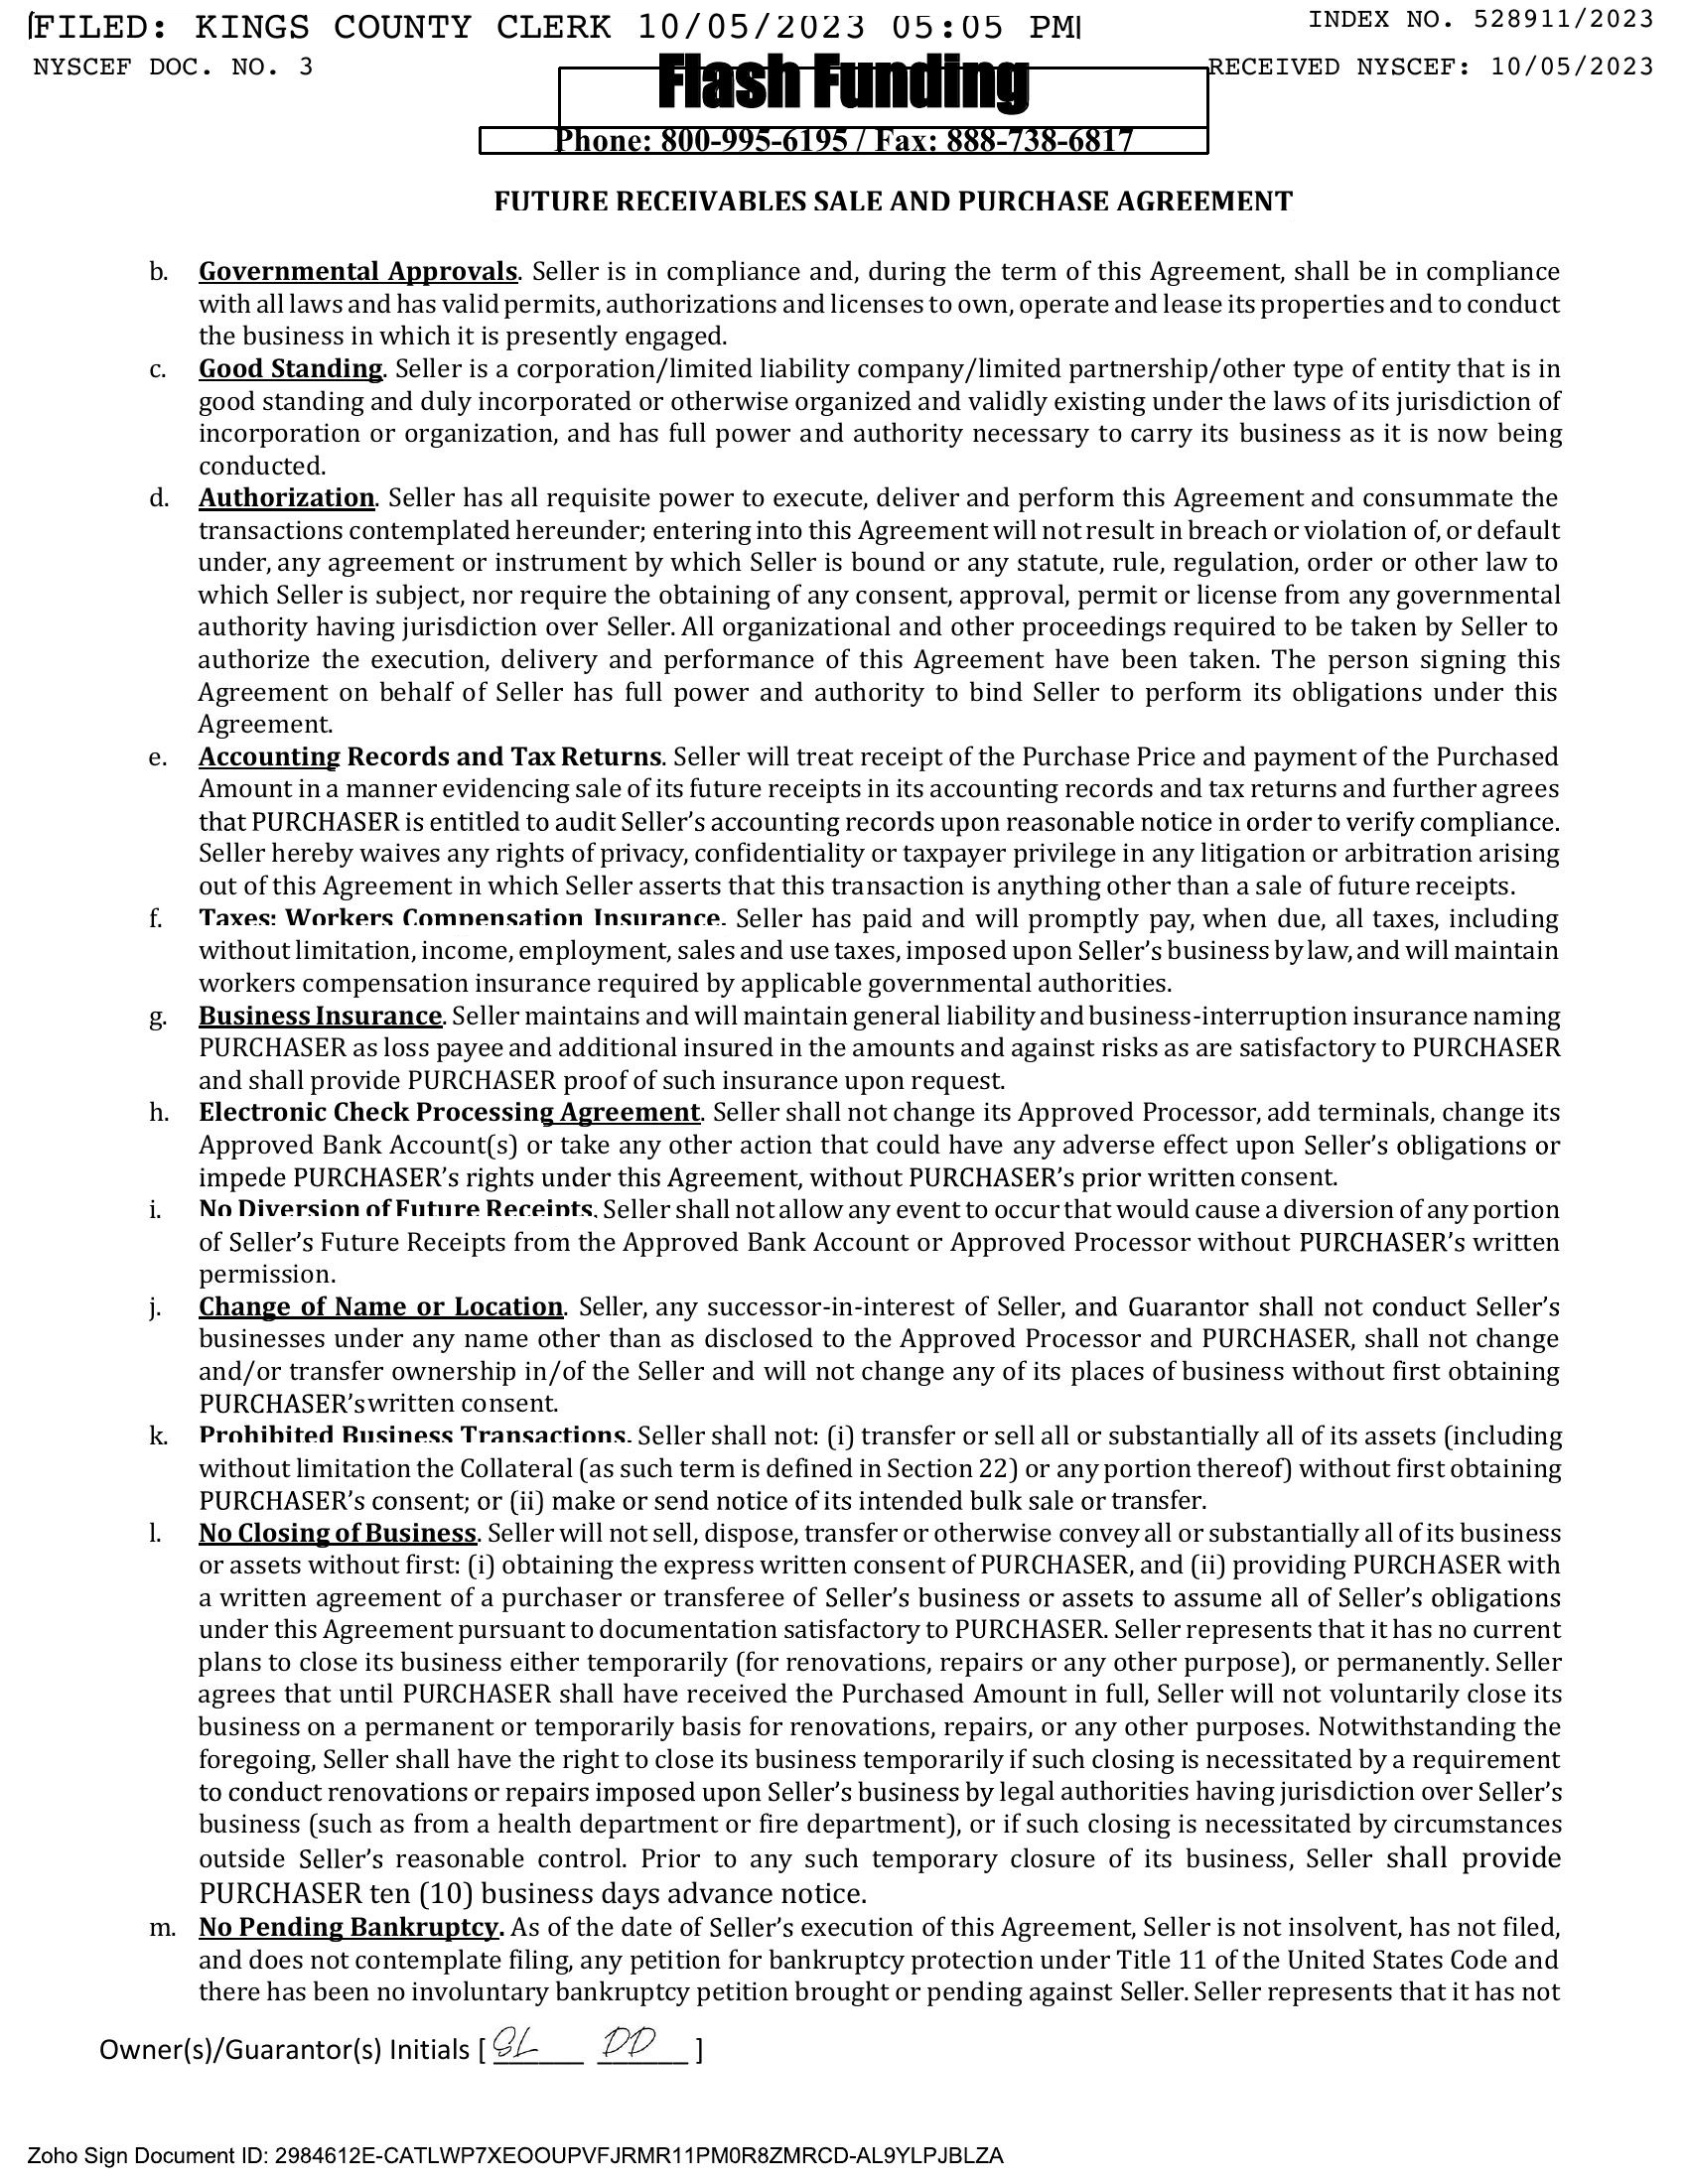 FILED: KINGS COUNTY CLERK 10/05/2023 05:05 PM
INDEX NO. 528911/2023
NYSCEF DOC. NO. 3
RECEIVED NYSCEF: 10/05/2023
Flash Funding
Phone: 800-995-6195 / Fax: 888-738-6817
FUTURE RECEIVABLES SALE AND PURCHASE AGREEMENT
b. Governmental Approvals. Seller is in compliance and, during the term of this Agreement, shall be in compliance
with all laws and has valid permits, authorizations and licenses to own, operate and lease its properties and to conduct
the business in which it is presently engaged.
c. Good Standing. Seller is a corporation/limited liability company/limited partnership/other type of entity that is in
good standing and duly incorporated or otherwise organized and validly existing under the laws of its jurisdiction of
incorporation or organization, and has full power and authority necessary to carry its business as it is now being
conducted.
d. Authorization. Seller has all requisite power to execute, deliver and perform this Agreement and consummate the
transactions contemplated hereunder; entering into this Agreement will not result in breach or violation of, or default
under, any agreement or instrument by which Seller is bound or any statute, rule, regulation, order or other law to
which Seller is subject, nor require the obtaining of any consent, approval, permit or license from any governmental
authority having jurisdiction over Seller. All organizational and other proceedings required to be taken by Seller to
authorize the execution, delivery and performance of this Agreement have been taken. The person signing this
Agreement on behalf of Seller has full power and authority to bind Seller to perform its obligations under this
Agreement.
e. Accounting Records and Tax Returns. Seller will treat receipt of the Purchase Price and payment of the Purchased
Amount in a manner evidencing sale of its future receipts in its accounting records and tax returns and further agrees
that PURCHASER is entitled to audit Seller’s accounting records upon reasonable notice in order to verify compliance.
Seller hereby waives any rights of privacy, confidentiality or taxpayer privilege in any litigation or arbitration arising
out of this Agreement in which Seller asserts that this transaction is anything other than a sale of future receipts.
f. Taxes: Workers Compensation Insurance. Seller has paid and will promptly pay, when due, all taxes, including
without limitation, income, employment, sales and use taxes, imposed upon Seller’s business by law, and will maintain
workers compensation insurance required by applicable governmental authorities.
g. Business Insurance. Seller maintains and will maintain general liability and business-interruption insurance naming
PURCHASER as loss payee and additional insured in the amounts and against risks as are satisfactory to PURCHASER
and shall provide PURCHASER proof of such insurance upon request.
h. Electronic Check Processing Agreement. Seller shall not change its Approved Processor, add terminals, change its
Approved Bank Account(s) or take any other action that could have any adverse effect upon Seller’s obligations or
impede PURCHASER’s rights under this Agreement, without PURCHASER’s prior written consent.
i. No Diversion of Future Receipts. Seller shall not allow any event to occur that would cause a diversion of any portion
of Seller’s Future Receipts from the Approved Bank Account or Approved Processor without PURCHASER’s written
permission.
j. Change of Name or Location. Seller, any successor-in-interest of Seller, and Guarantor shall not conduct Seller’s
businesses under any name other than as disclosed to the Approved Processor and PURCHASER, shall not change
and/or transfer ownership in/of the Seller and will not change any of its places of business without first obtaining
PURCHASER’s written consent.
k. Prohibited Business Transactions. Seller shall not: (i) transfer or sell all or substantially all of its assets (including
without limitation the Collateral (as such term is defined in Section 22) or any portion thereof) without first obtaining
PURCHASER’s consent; or (ii) make or send notice of its intended bulk sale or transfer.
l. No Closing of Business. Seller will not sell, dispose, transfer or otherwise convey all or substantially all of its business
or assets without first: (i) obtaining the express written consent of PURCHASER, and (ii) providing PURCHASER with
a written agreement of a purchaser or transferee of Seller’s business or assets to assume all of Seller’s obligations
under this Agreement pursuant to documentation satisfactory to PURCHASER. Seller represents that it has no current
plans to close its business either temporarily (for renovations, repairs or any other purpose), or permanently. Seller
agrees that until PURCHASER shall have received the Purchased Amount in full, Seller will not voluntarily close its
business on a permanent or temporarily basis for renovations, repairs, or any other purposes. Notwithstanding the
foregoing, Seller shall have the right to close its business temporarily if such closing is necessitated by a requirement
to conduct renovations or repairs imposed upon Seller’s business by legal authorities having jurisdiction over Seller’s
business (such as from a health department or fire department), or if such closing is necessitated by circumstances
outside Seller’s reasonable control. Prior to any such temporary closure of its business, Seller shall provide
PURCHASER ten (10) business days advance notice.
m. No Pending Bankruptcy. As of the date of Seller’s execution of this Agreement, Seller is not insolvent, has not filed,
and does not contemplate filing, any petition for bankruptcy protection under Title 11 of the United States Code and
there has been no involuntary bankruptcy petition brought or pending against Seller. Seller represents that it has not
Owner(s)/Guarantor(s) Initials [ SL DD ]
Zoho Sign Document ID: 2984612E-CATLWP7XEOOUPVFJRMR11PM0R8ZMRCD-AL9YLPJBLZA